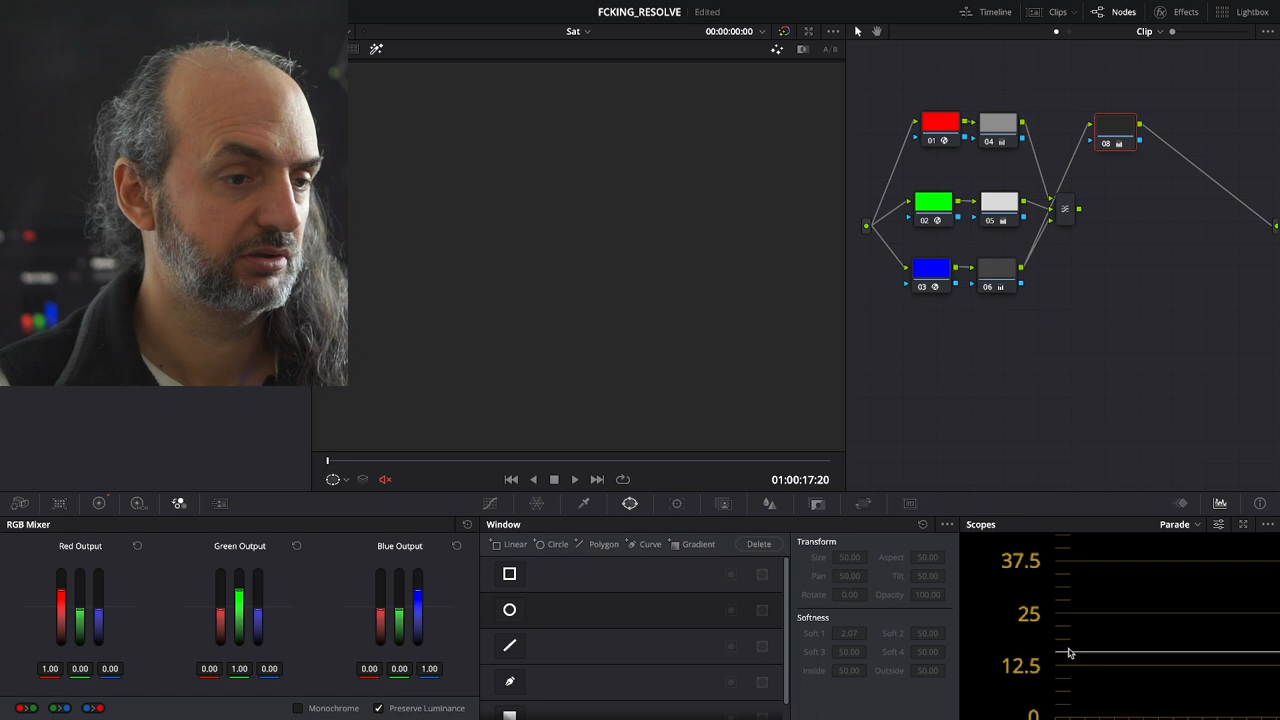 FCKING_RESOLVE Edited
Timeline Clips Nodes Effects Lightbox
Sat 00:00:00:00 Clip
A/B
01 04 08
02 05
03 06
01:00:17:20
RGB Mixer Window Scopes Parade
Red Output Green Output Blue Output
Linear Circle Polygon Curve Gradient Delete
Transform
Size 50.00 Aspect 50.00
Pan 50.00 Tilt 50.00
Rotate 0.00 Opacity 100.00
Softness
Soft 1 2.07 Soft 2 50.00
Soft 3 50.00 Soft 4 50.00
Inside 50.00 Outside 50.00
37.5
25
12.5
0
1.00 0.00 0.00 0.00 1.00 0.00 0.00 0.00 1.00
Monochrome Preserve Luminance